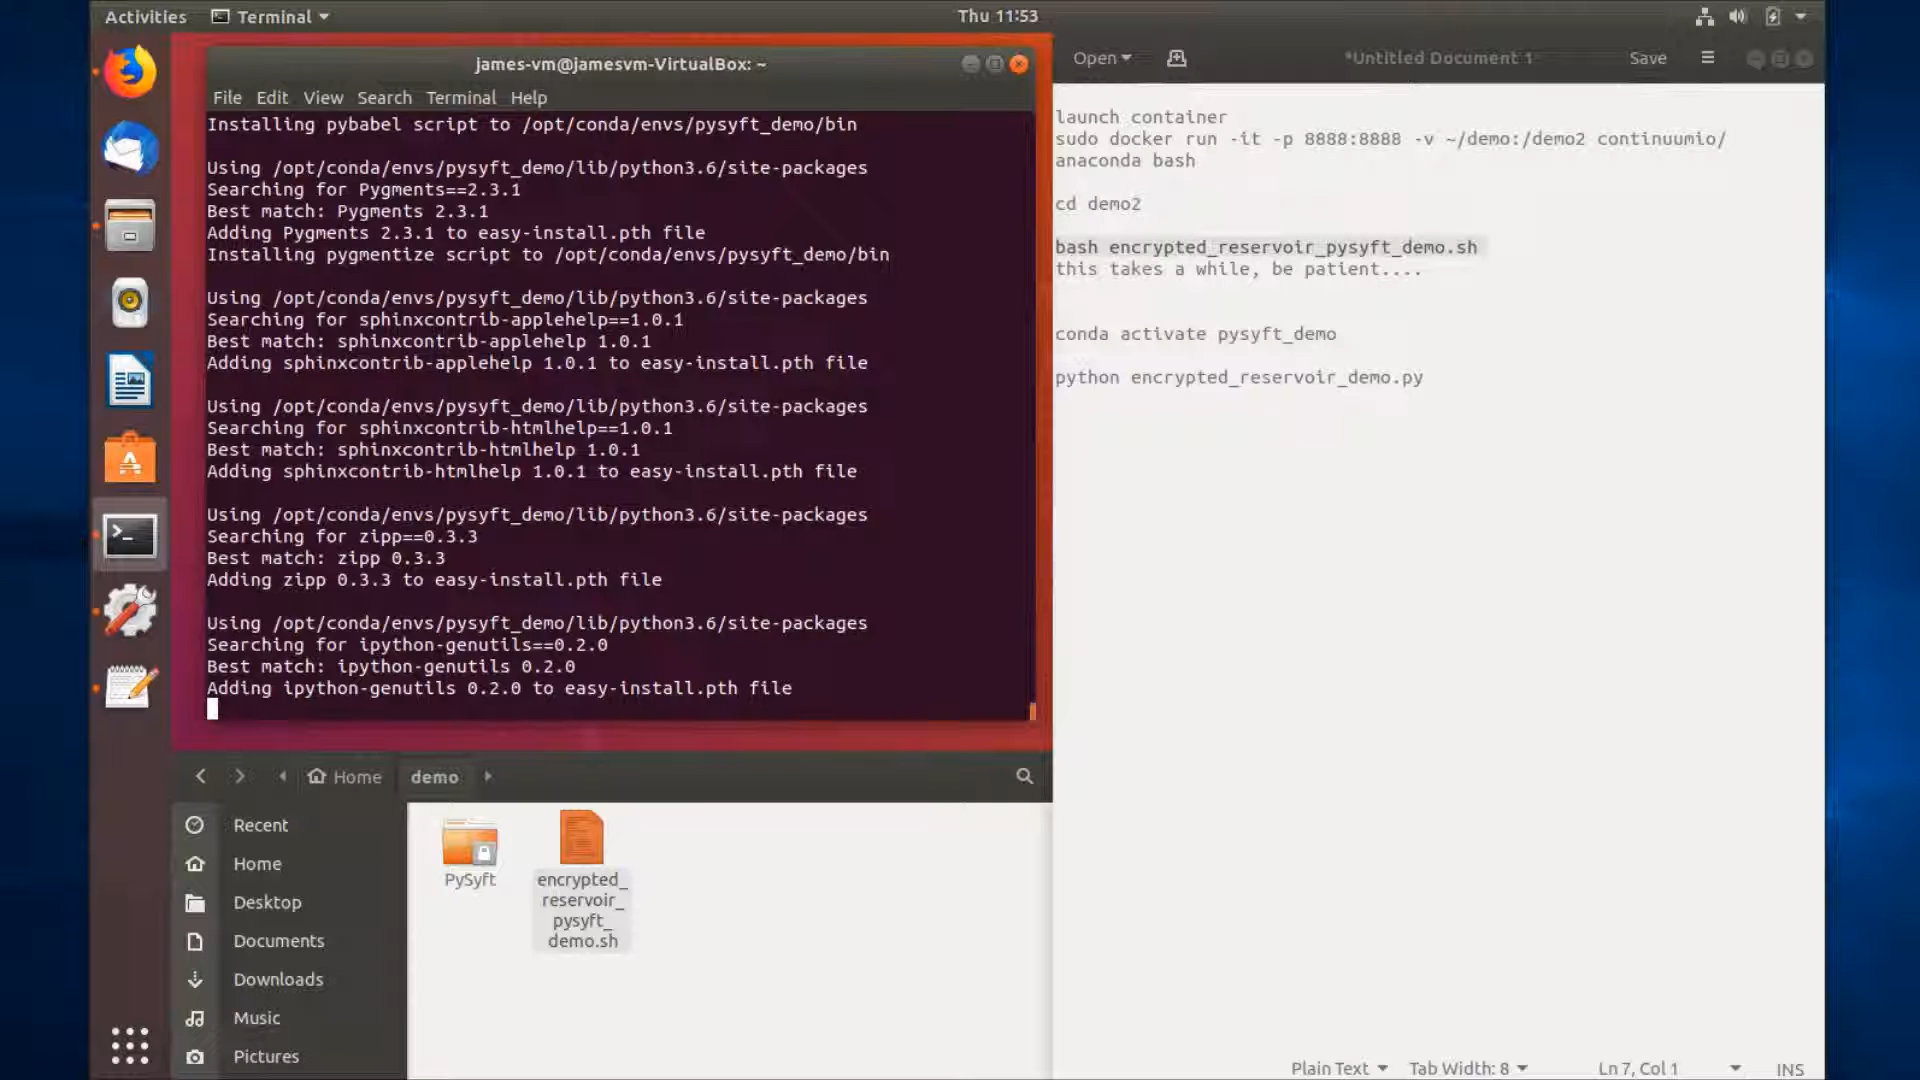 Activities
Terminal
Thu 11:53
james-vm@jamesvm-VirtualBox: ~
File Edit View Search Terminal Help
Installing pybabel script to /opt/conda/envs/pysyft_demo/bin
Using /opt/conda/envs/pysyft_demo/lib/python3.6/site-packages
Searching for Pygments==2.3.1
Best match: Pygments 2.3.1
Adding Pygments 2.3.1 to easy-install.pth file
Installing pygmentize script to /opt/conda/envs/pysyft_demo/bin
Using /opt/conda/envs/pysyft_demo/lib/python3.6/site-packages
Searching for sphinxcontrib-applehelp==1.0.1
Best match: sphinxcontrib-applehelp 1.0.1
Adding sphinxcontrib-applehelp 1.0.1 to easy-install.pth file
Using /opt/conda/envs/pysyft_demo/lib/python3.6/site-packages
Searching for sphinxcontrib-htmlhelp==1.0.1
Best match: sphinxcontrib-htmlhelp 1.0.1
Adding sphinxcontrib-htmlhelp 1.0.1 to easy-install.pth file
Using /opt/conda/envs/pysyft_demo/lib/python3.6/site-packages
Searching for zipp==0.3.3
Best match: zipp 0.3.3
Adding zipp 0.3.3 to easy-install.pth file
Using /opt/conda/envs/pysyft_demo/lib/python3.6/site-packages
Searching for ipython-genutils==0.2.0
Best match: ipython-genutils 0.2.0
Adding ipython-genutils 0.2.0 to easy-install.pth file
Open
*Untitled Document 1
Save
launch container
sudo docker run -it -p 8888:8888 -v ~/demo:/demo2 continuumio/
anaconda bash
cd demo2
bash encrypted_reservoir_pysyft_demo.sh
this takes a while, be patient....
conda activate pysyft_demo
python encrypted_reservoir_demo.py
Home
demo
Recent
Home
Desktop
Documents
Downloads
Music
Pictures
PySyft
encrypted_
reservoir_
pysyft_
demo.sh
Plain Text
Tab Width: 8
Ln 7, Col 1
INS